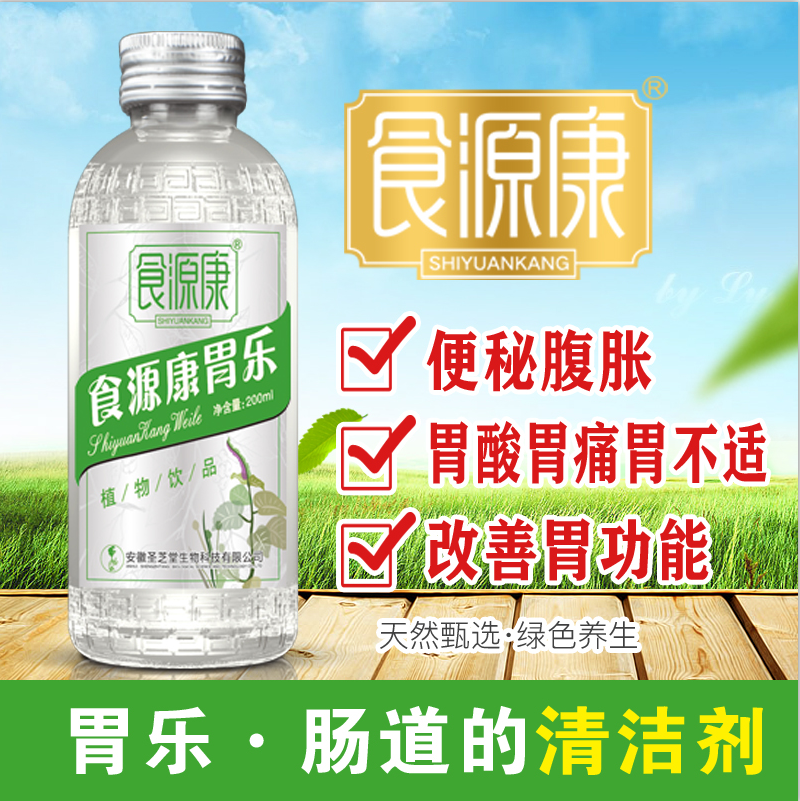 食源康®
SHIYUANKANG
by Ly
食源康®
SHIYUANKANG
食源康胃乐
净含量:200ml
ShiyuanKang Weile
植/物/饮/品
安徽圣芝堂生物科技有限公司
便秘腹胀
胃酸胃痛胃不适
改善胃功能
天然甄选·绿色养生
胃乐·肠道的清洁剂